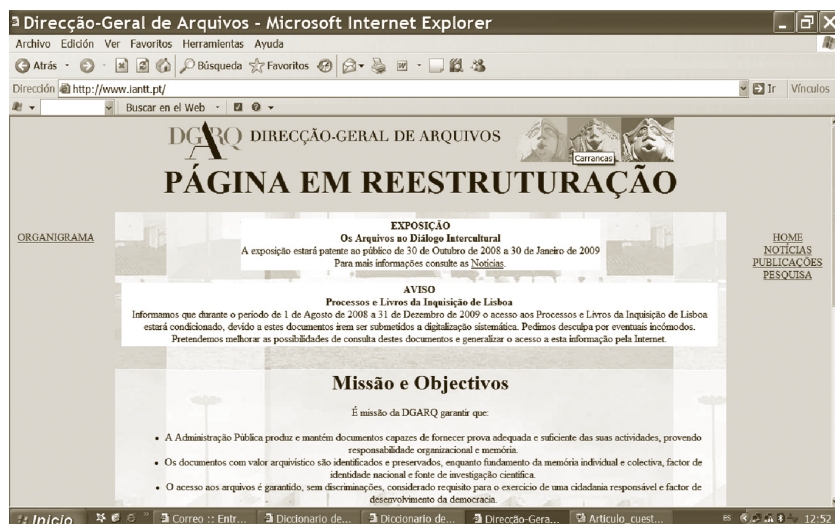 Direcção-Geral de Arquivos - Microsoft Internet Explorer
Archivo Edición Ver Favoritos Herramientas Ayuda
Atrás Búsqueda Favoritos
Dirección http://www.iantt.pt/ Ir Vínculos
Buscar en el Web
DGARQ DIRECÇÃO-GERAL DE ARQUIVOS
Carrancas
PÁGINA EM REESTRUTURAÇÃO
ORGANIGRAMA
EXPOSIÇÃO
Os Arquivos no Diálogo Intercultural
A exposição estará patente ao público de 30 de Outubro de 2008 a 30 de Janeiro de 2009
Para mais informações consulte as Notícias.
HOME
NOTÍCIAS
PUBLICAÇÕES
PESQUISA
AVISO
Processos e Livros da Inquisição de Lisboa
Informamos que durante o período de 1 de Agosto de 2008 a 31 de Dezembro de 2009 o acesso aos Processos e Livros da Inquisição de Lisboa
estará condicionado, devido a estes documentos irem ser submetidos a digitalização sistemática. Pedimos desculpa por eventuais incómodos.
Pretendemos melhorar as possibilidades de consulta destes documentos e generalizar o acesso a esta informação pela Internet.
Missão e Objectivos
É missão da DGARQ garantir que:
• A Administração Pública produz e mantém documentos capazes de fornecer prova adequada e suficiente das suas actividades, provendo
responsabilidade organizacional e memória.
• Os documentos com valor arquivístico são identificados e preservados, enquanto fundamento da memória individual e colectiva, factor de
identidade nacional e fonte de investigação científica.
• O acesso aos arquivos é garantido, sem discriminações, considerado requisito para o exercício de uma cidadania responsável e factor de
desenvolvimento da democracia.
Inicio Correo :: Entr... Diccionario de... Diccionario de... Direcção-Gera... Articulo_cuest... ES 12:52